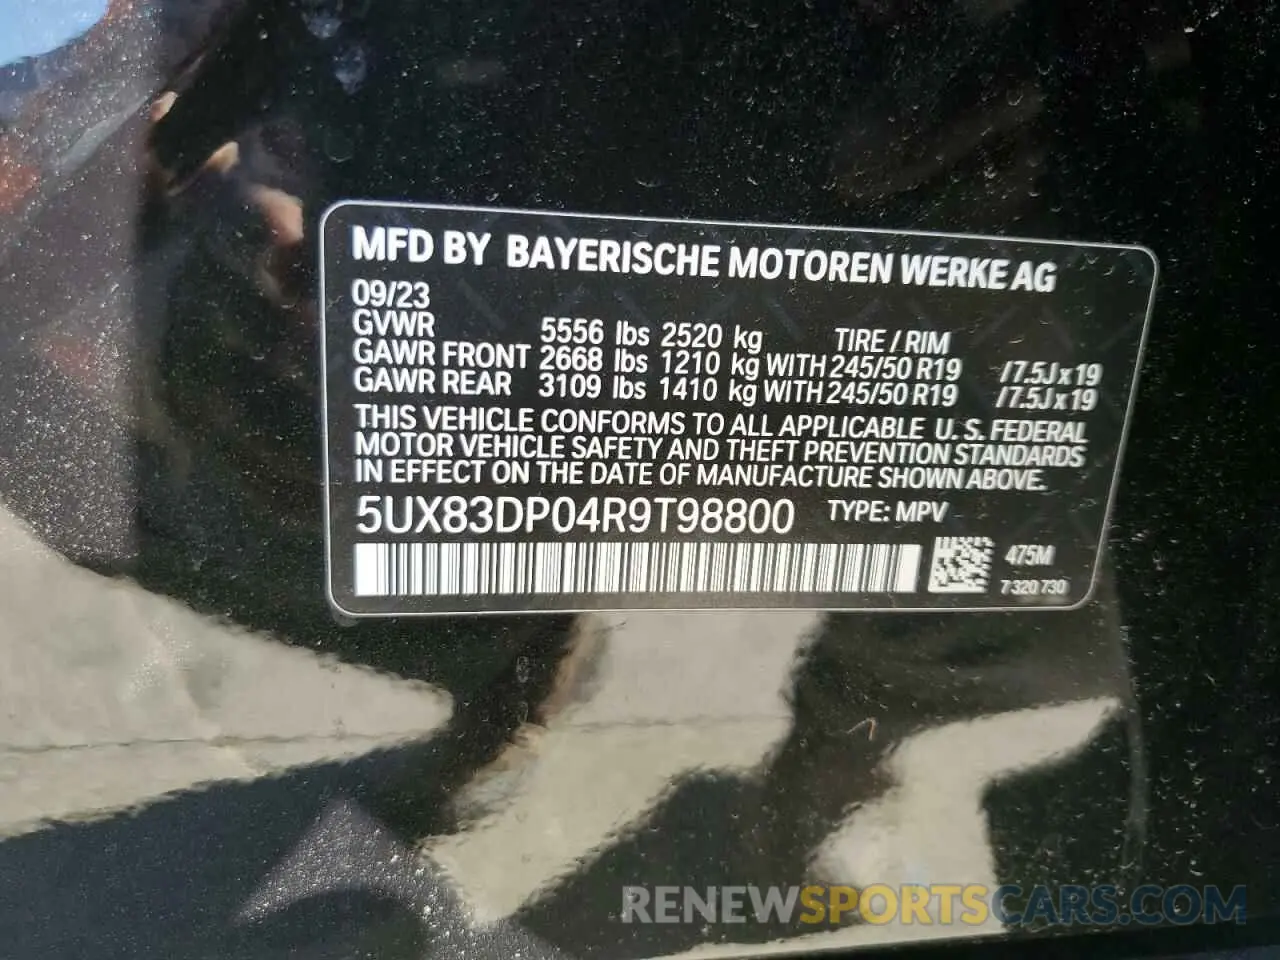 MFD BY BAYERISCHE MOTOREN WERKE AG
09/23
GVWR 5556 lbs 2520 kg TIRE / RIM
GAWR FRONT 2668 lbs 1210 kg WITH 245/50 R19 /7.5J x 19
GAWR REAR 3109 lbs 1410 kg WITH 245/50 R19 /7.5J x 19
THIS VEHICLE CONFORMS TO ALL APPLICABLE U.S. FEDERAL
MOTOR VEHICLE SAFETY AND THEFT PREVENTION STANDARDS
IN EFFECT ON THE DATE OF MANUFACTURE SHOWN ABOVE.
5UX83DP04R9T98800 TYPE: MPV
475M
7 320 730
RENEWSPORTSCARS.COM